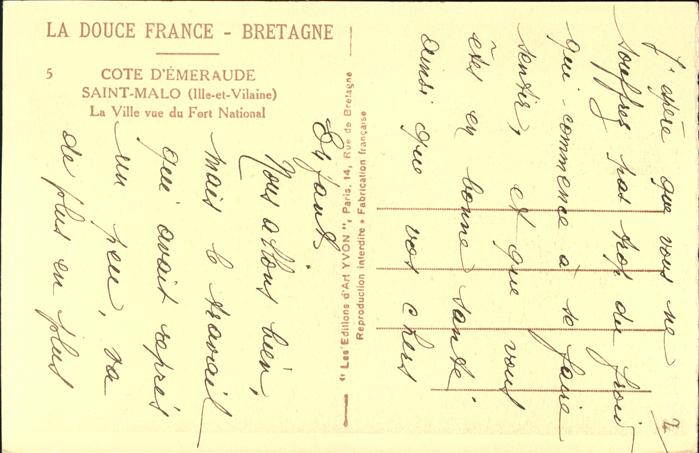 LA DOUCE FRANCE - BRETAGNE
5 COTE D'ÉMERAUDE
SAINT-MALO (Ille-et-Vilaine)
La Ville vue du Fort National
" Les Editions d'Art YVON ", Paris, 14, Rue de Bretagne
Reproduction interdite • Fabrication française
J'espère que vous ne
souffrez pas trop du froid
qui commence à se faire
sentir, et que vous
êtes en bonne santé
ainsi que vos chers
Enfants
Nous allons bien,
mais le travail
qui avait repris
un peu, va
de plus en plus